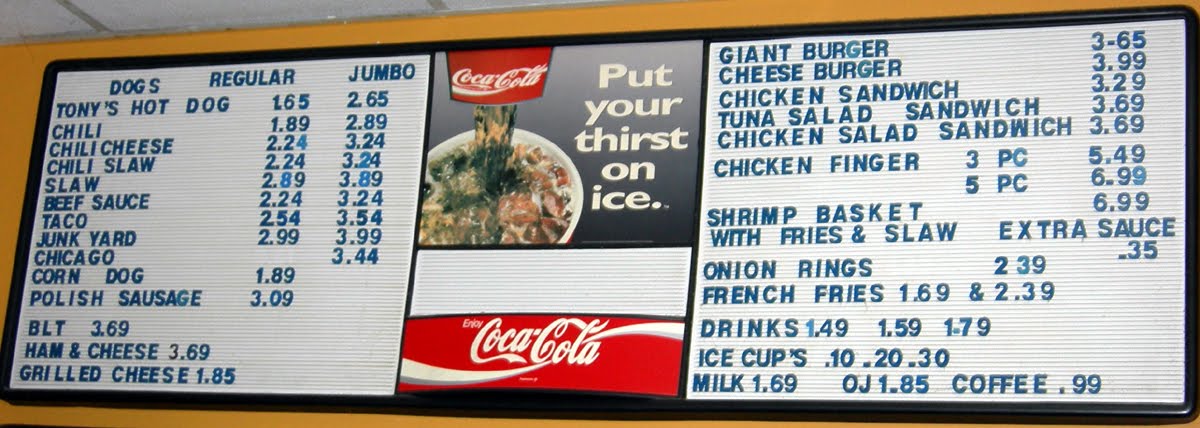 DOGS REGULAR JUMBO
TONY'S HOT DOG 1.65 2.65
CHILI 1.89 2.89
CHILICHEESE 2.24 3.24
CHILI SLAW 2.24 3.24
SLAW 2.89 3.89
BEEF SAUCE 2.24 3.24
TACO 2.54 3.54
JUNK YARD 2.99 3.99
CHICAGO 3.44
CORN DOG 1.89
POLISH SAUSAGE 3.09
BLT 3.69
HAM & CHEESE 3.69
GRILLED CHEESE 1.85
Coca-Cola
Put
your
thirst
on
ice.
Enjoy
Coca-Cola
GIANT BURGER 3-65
CHEESE BURGER 3.99
CHICKEN SANDWICH 3.29
TUNA SALAD SANDWICH 3.69
CHICKEN SALAD SANDWICH 3.69
CHICKEN FINGER 3 PC 5.49
5 PC 6.99
SHRIMP BASKET 6.99
WITH FRIES & SLAW EXTRA SAUCE
.35
ONION RINGS 2 39
FRENCH FRIES 1.69 & 2.39
DRINKS 1.49 1.59 1-79
ICE CUP'S .10 .20 .30
MILK 1.69 OJ 1.85 COFFEE .99